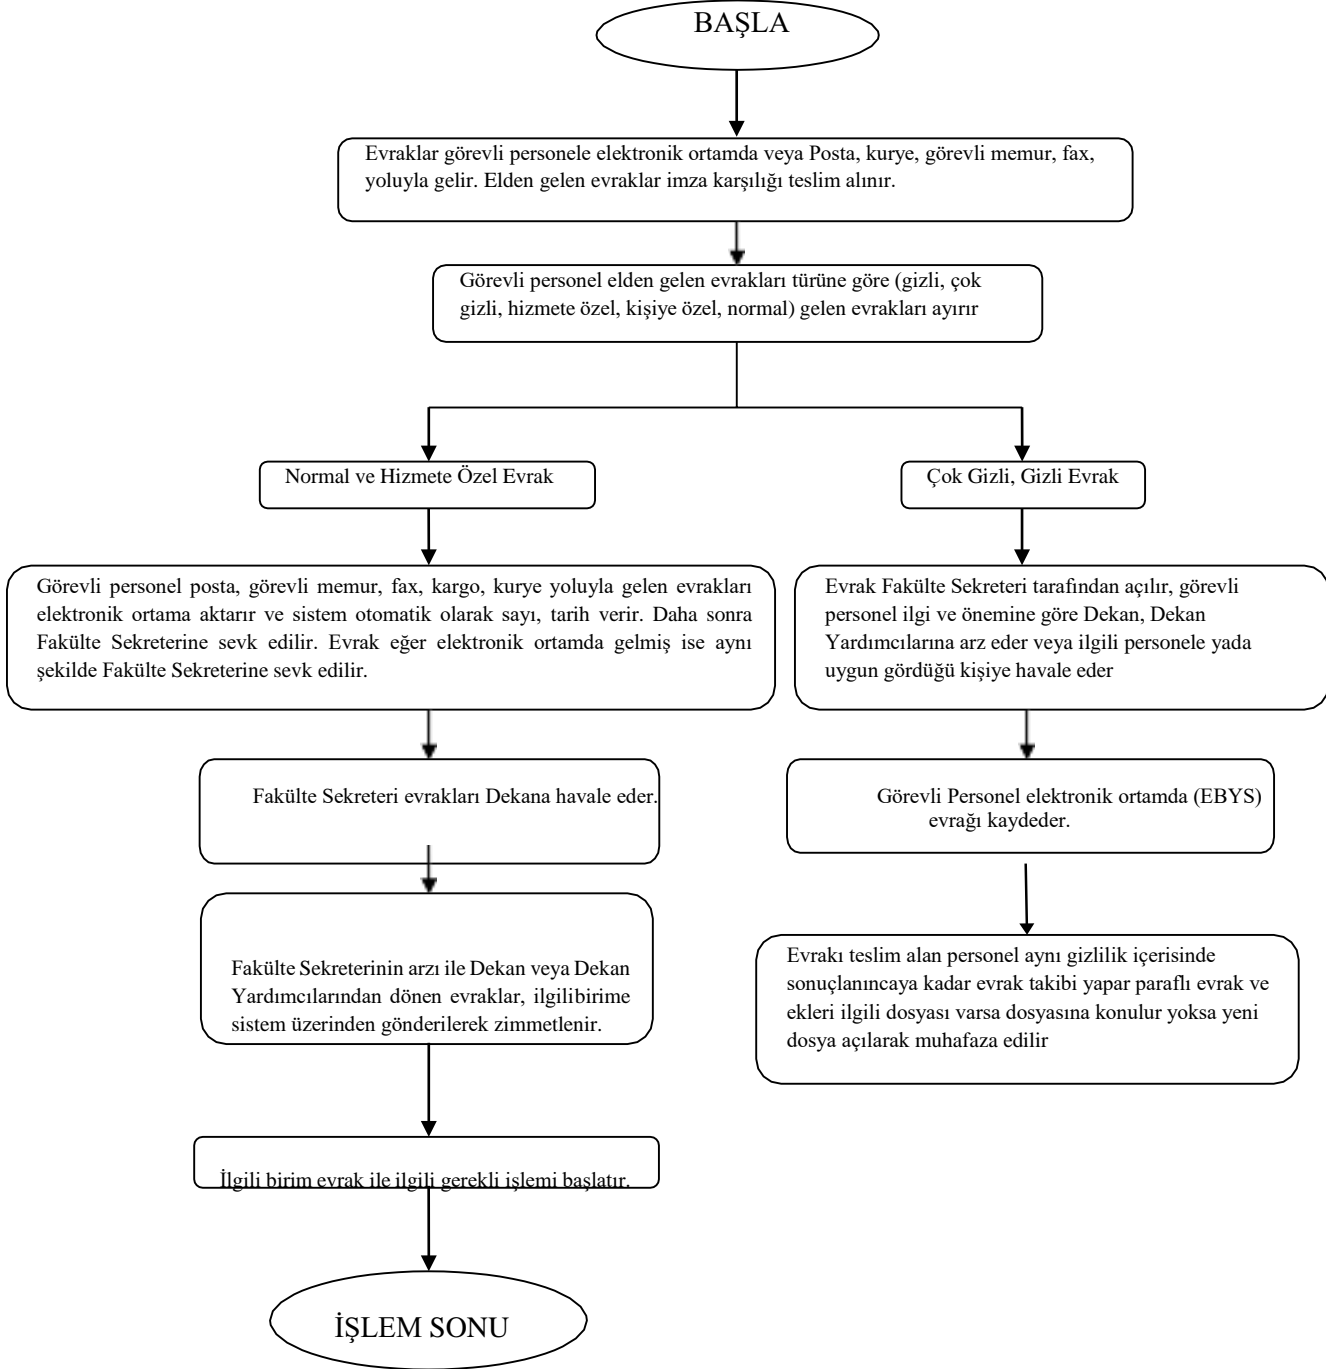 BAŞLA
Evraklar görevli personele elektronik ortamda veya Posta, kurye, görevli memur, fax,
yoluyla gelir. Elden gelen evraklar imza karşılığı teslim alınır.
Görevli personel elden gelen evrakları türüne göre (gizli, çok
gizli, hizmete özel, kişiye özel, normal) gelen evrakları ayırır
Normal ve Hizmete Özel Evrak
Görevli personel posta, görevli memur, fax, kargo, kurye yoluyla gelen evrakları
elektronik ortama aktarır ve sistem otomatik olarak sayı, tarih verir. Daha sonra
Fakülte Sekreterine sevk edilir. Evrak eğer elektronik ortamda gelmiş ise aynı
şekilde Fakülte Sekreterine sevk edilir.
Fakülte Sekreteri evrakları Dekana havale eder.
Fakülte Sekreterinin arzı ile Dekan veya Dekan
Yardımcılarından dönen evraklar, ilgilibirime
sistem üzerinden gönderilerek zimmetlenir.
İlgili birim evrak ile ilgili gerekli işlemi başlatır.
İŞLEM SONU
Çok Gizli, Gizli Evrak
Evrak Fakülte Sekreteri tarafından açılır, görevli
personel ilgi ve önemine göre Dekan, Dekan
Yardımcılarına arz eder veya ilgili personele yada
uygun gördüğü kişiye havale eder
Görevli Personel elektronik ortamda (EBYS)
evrağı kaydeder.
Evrakı teslim alan personel aynı gizlilik içerisinde
sonuçlanıncaya kadar evrak takibi yapar paraflı evrak ve
ekleri ilgili dosyası varsa dosyasına konulur yoksa yeni
dosya açılarak muhafaza edilir